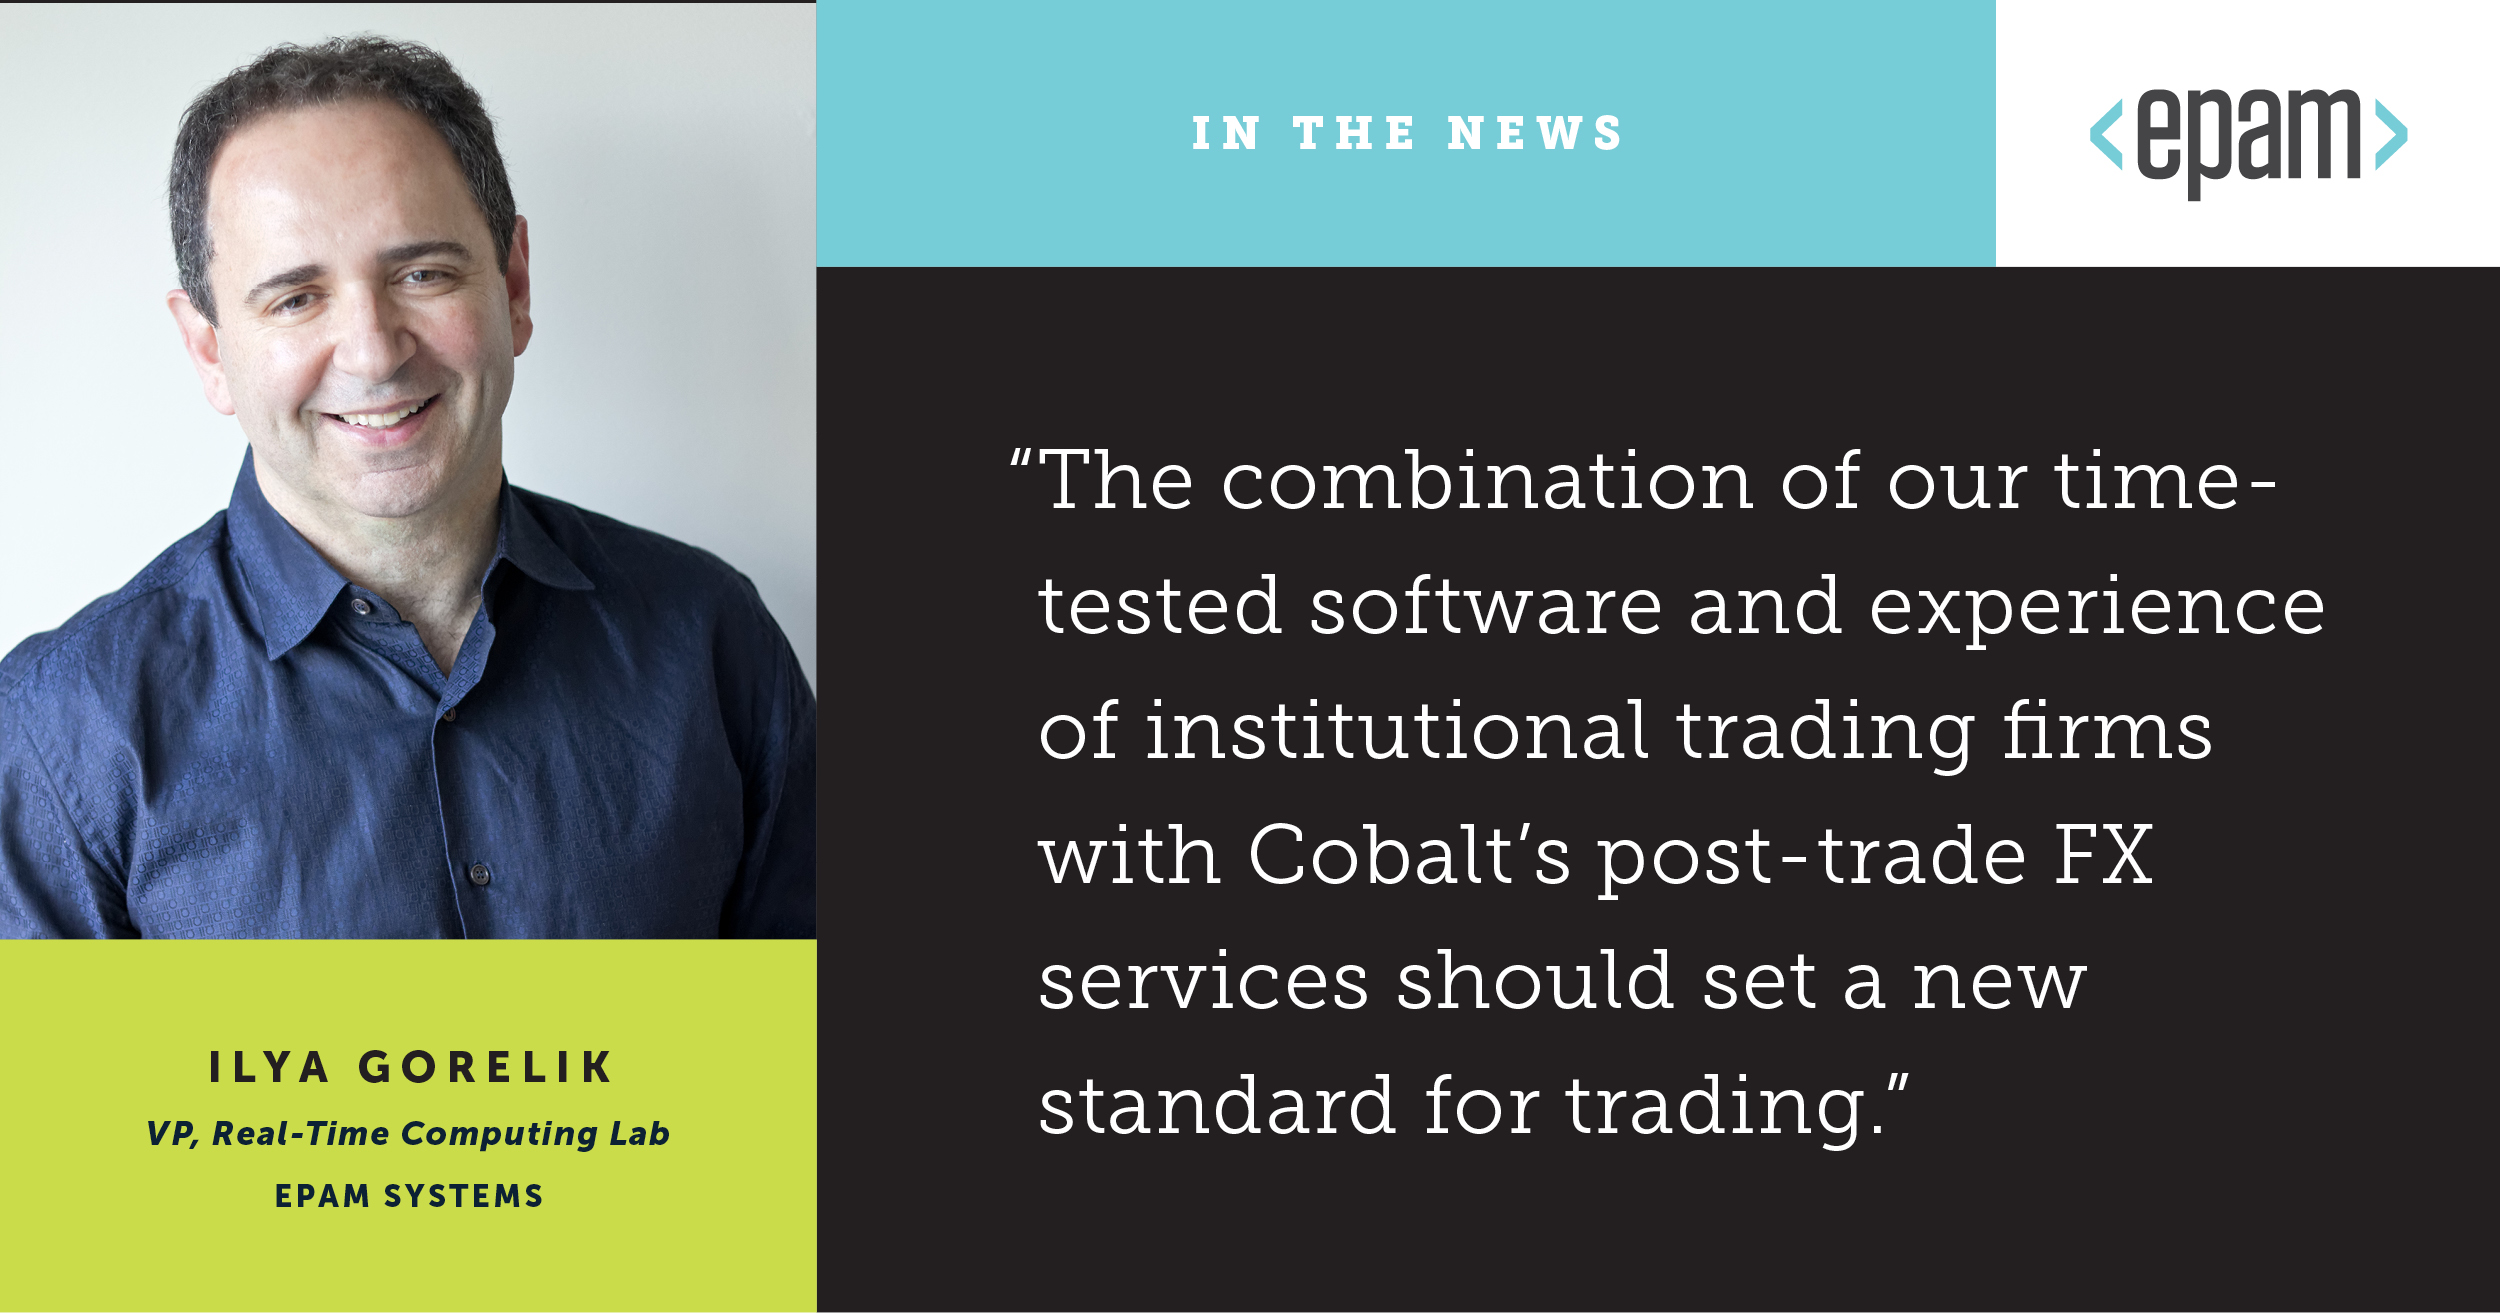 IN THE NEWS
<epam>
“The combination of our time-
tested software and experience
of institutional trading firms
with Cobalt’s post-trade FX
services should set a new
standard for trading.”
ILYA GORELIK
VP, Real-Time Computing Lab
EPAM SYSTEMS